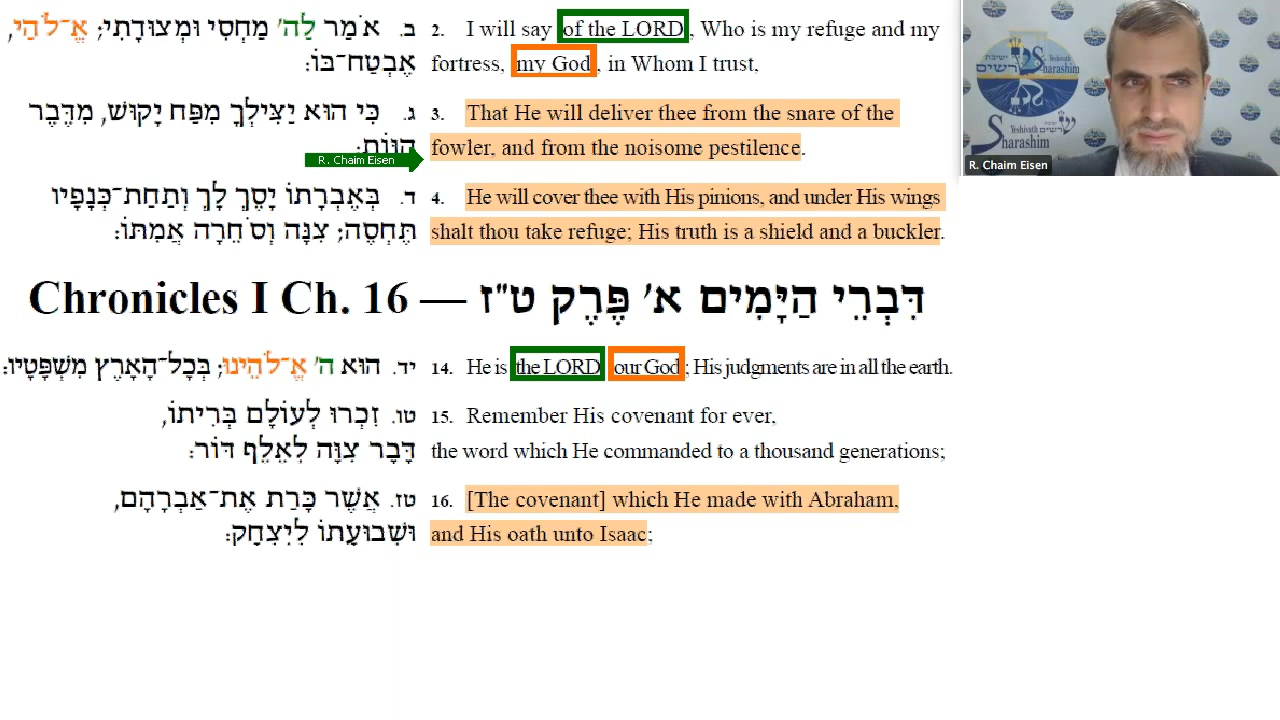 ב. אֹמַר לַה' מַחְסִי וּמְצוּדָתִי; אֱ־לֹהַי,
אֶבְטַח־בּוֹ:
2. I will say of the LORD, Who is my refuge and my
fortress, my God, in Whom I trust,
ג. כִּי הוּא יַצִּילְךָ מִפַּח יָקוּשׁ, מִדֶּבֶר
הַוּוֹת:
3. That He will deliver thee from the snare of the
R. Chaim Eisen
fowler, and from the noisome pestilence.
ד. בְּאֶבְרָתוֹ יָסֶךְ לָךְ וְתַחַת־כְּנָפָיו
תֶּחְסֶה; צִנָּה וְסֹחֵרָה אֲמִתּוֹ:
4. He will cover thee with His pinions, and under His wings
shalt thou take refuge; His truth is a shield and a buckler.
Chronicles I Ch. 16 — דִּבְרֵי הַיָּמִים א' פֶּרֶק ט"ז
יד. הוּא ה' אֱ־לֹהֵינוּ; בְּכָל־הָאָרֶץ מִשְׁפָּטָיו:
14. He is the LORD our God; His judgments are in all the earth.
טו. זִכְרוּ לְעוֹלָם בְּרִיתוֹ,
דָּבָר צִוָּה לְאֶלֶף דּוֹר:
15. Remember His covenant for ever,
the word which He commanded to a thousand generations;
טז. אֲשֶׁר כָּרַת אֶת־אַבְרָהָם,
וּשְׁבוּעָתוֹ לְיִצְחָק:
16. [The covenant] which He made with Abraham,
and His oath unto Isaac;
ישיבת
שרשים
Sharashim
Yeshivath
Sharashim
R. Chaim Eisen